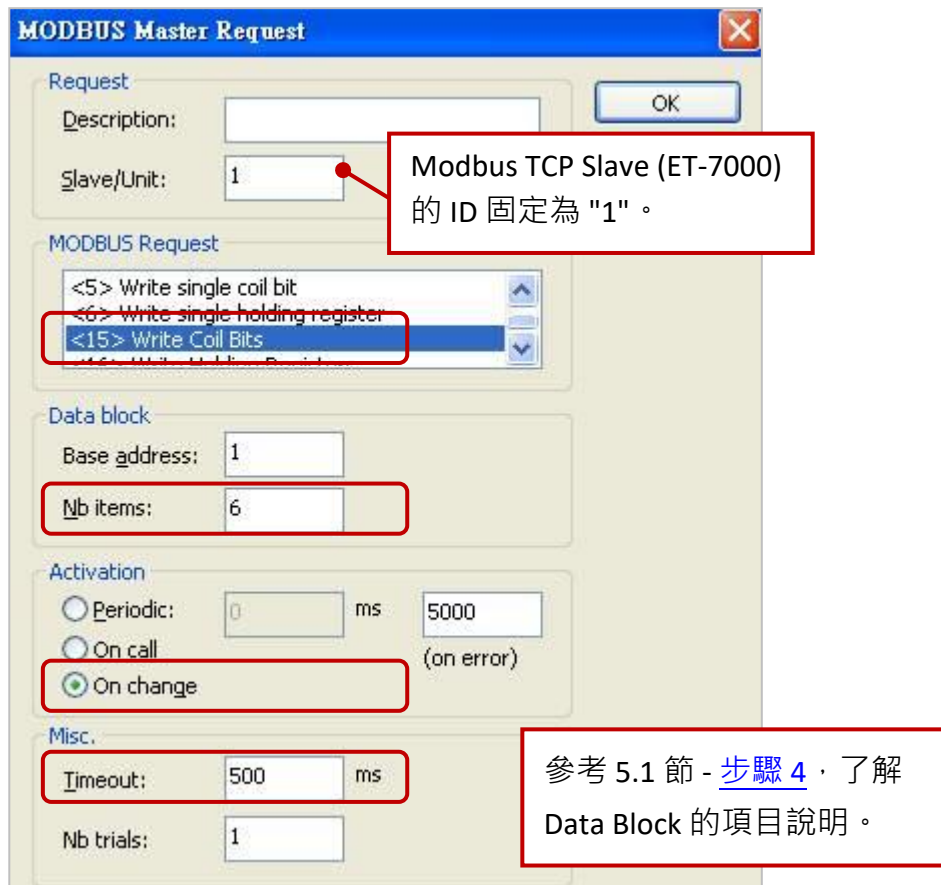 MODBUS Master Request
Request
OK
Description:
Slave/Unit: 1
Modbus TCP Slave (ET-7000)
的 ID 固定為 "1"。
MODBUS Request
<5> Write single coil bit
<6> Write single holding register
<15> Write Coil Bits
Data block
Base address: 1
Nb items: 6
Activation
Periodic: 0 ms 5000
On call
(on error)
On change
Misc.
Timeout: 500 ms
Nb trials: 1
參考 5.1 節 - 步驟 4,了解
Data Block 的項目說明。